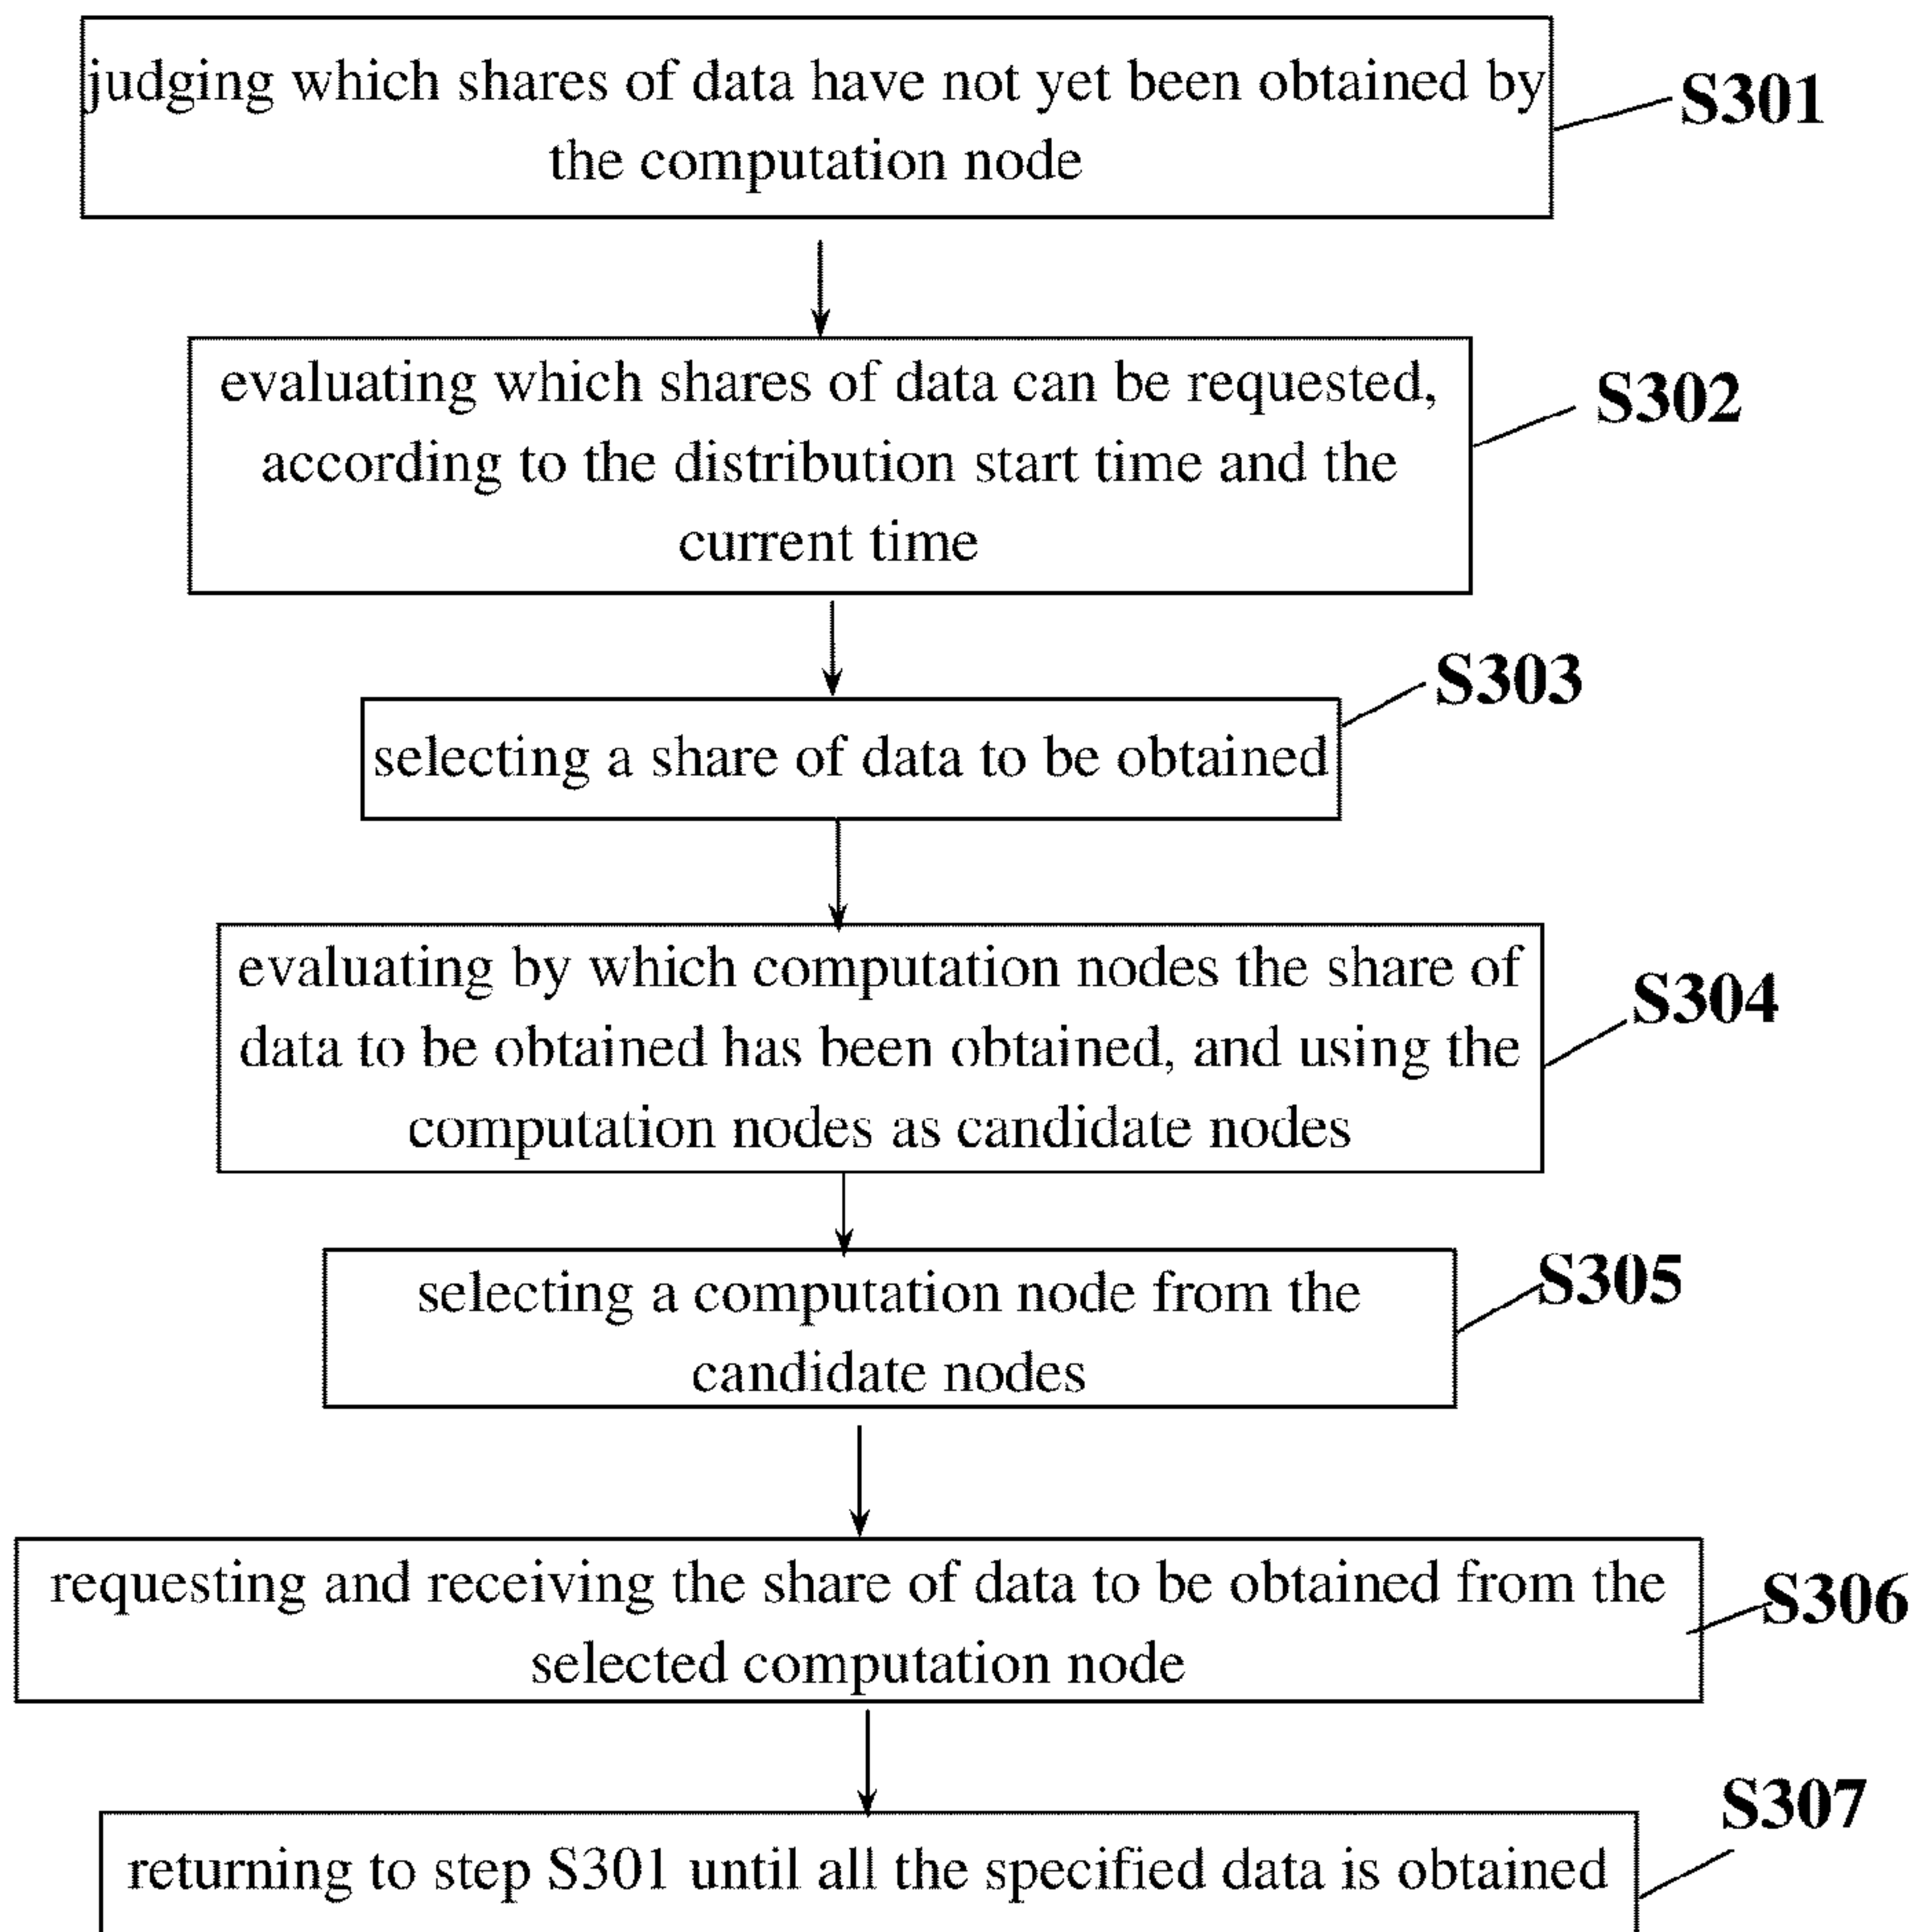 judging which shares of data have not yet been obtained by
the computation node
S301
evaluating which shares of data can be requested,
according to the distribution start time and the
current time
S302
selecting a share of data to be obtained
S303
evaluating by which computation nodes the share of
data to be obtained has been obtained, and using the
computation nodes as candidate nodes
S304
selecting a computation node from the
candidate nodes
S305
requesting and receiving the share of data to be obtained from the
selected computation node
S306
returning to step S301 until all the specified data is obtained
S307